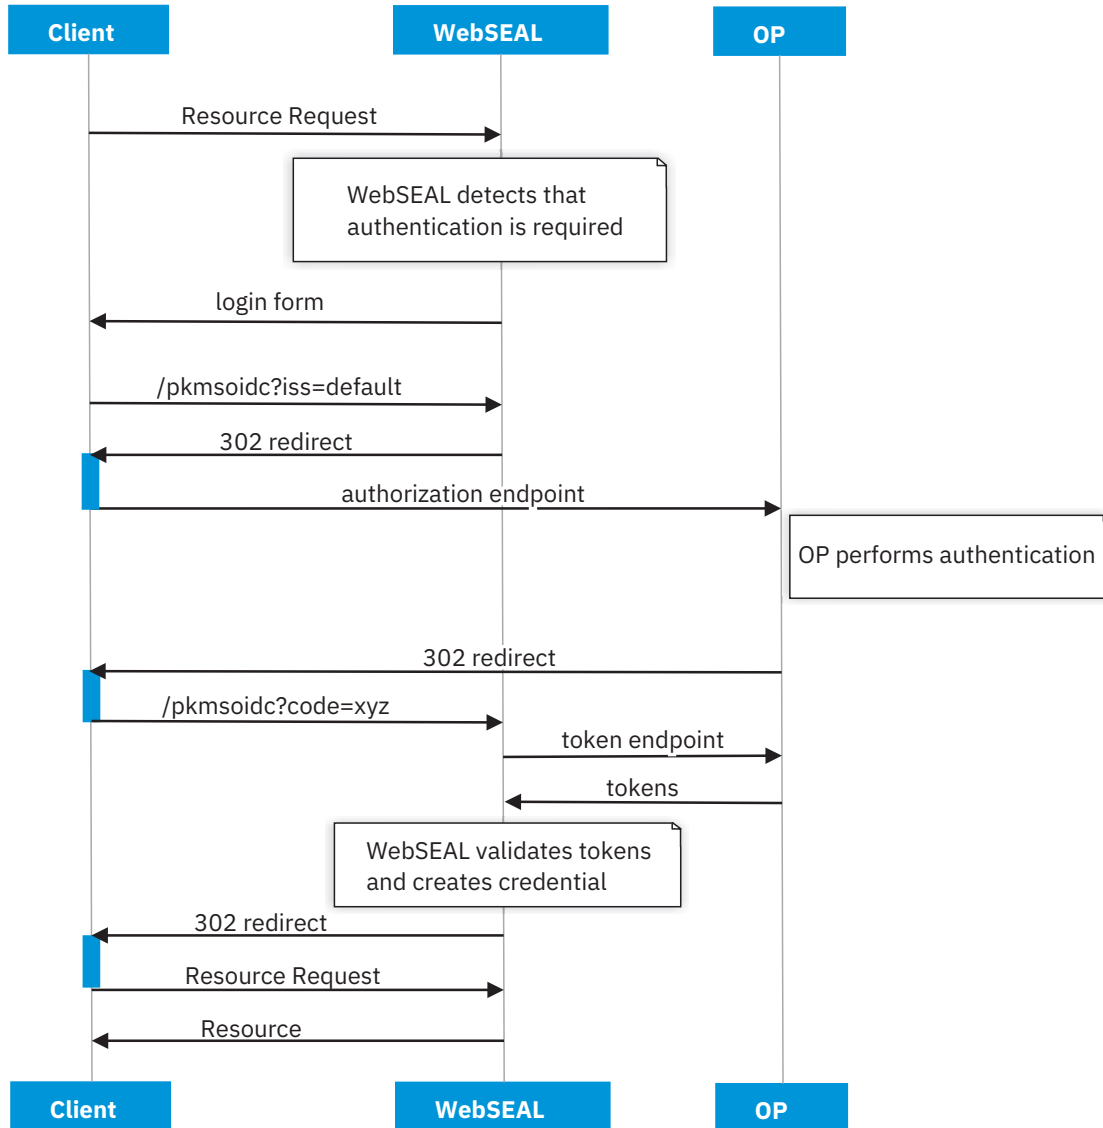 Client
WebSEAL
OP
Resource Request
WebSEAL detects that
authentication is required
login form
/pkmsoidc?iss=default
302 redirect
authorization endpoint
OP performs authentication
302 redirect
/pkmsoidc?code=xyz
token endpoint
tokens
WebSEAL validates tokens
and creates credential
302 redirect
Resource Request
Resource
Client
WebSEAL
OP